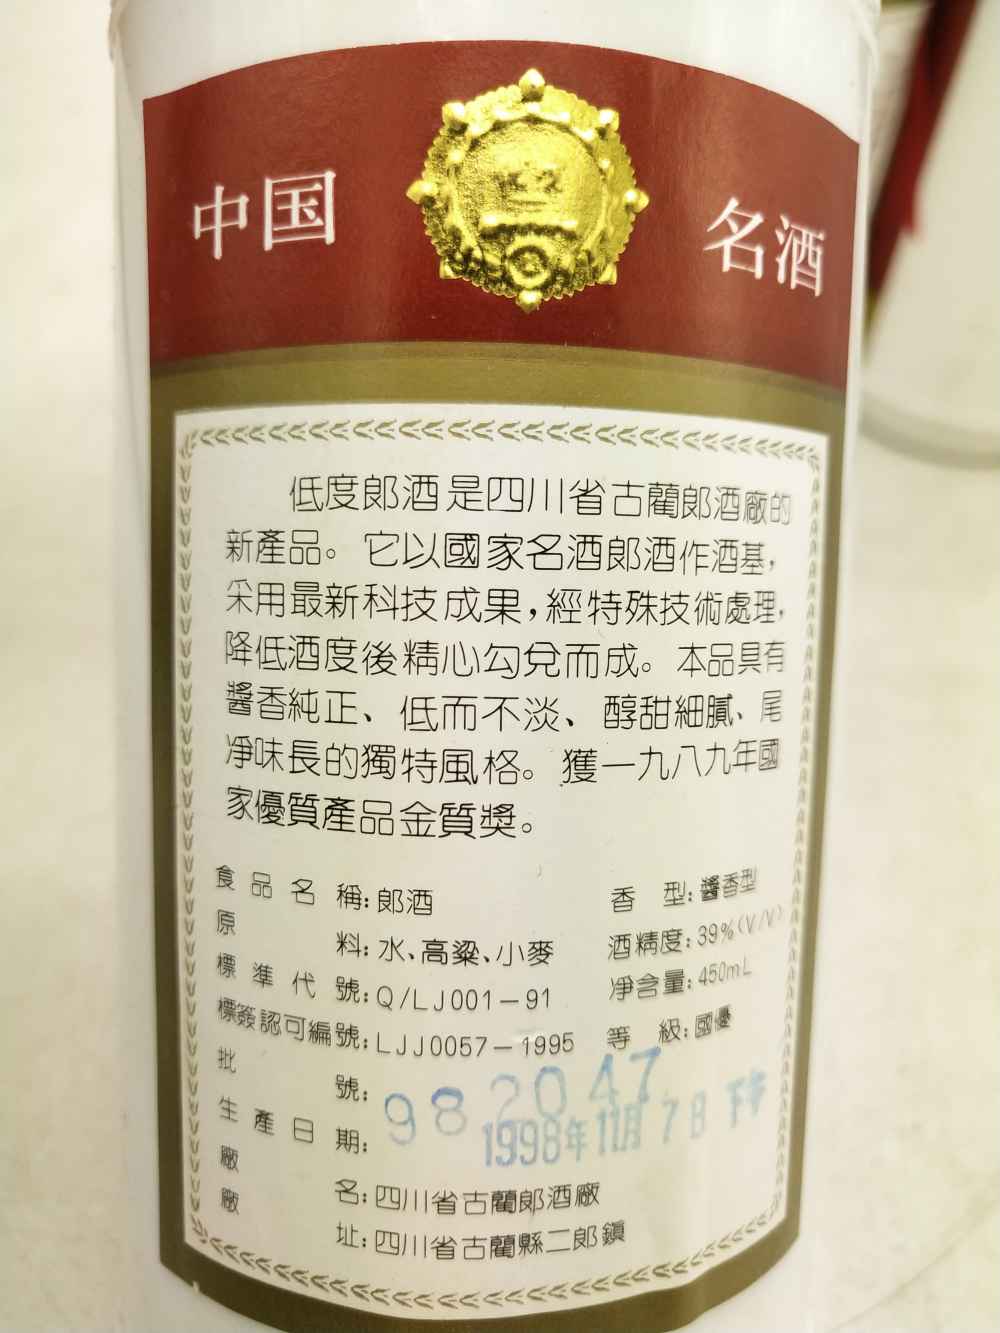 中国 名酒
低度郎酒是四川省古藺郎酒廠的
新產品。它以國家名酒郎酒作酒基，
采用最新科技成果，經特殊技術處理，
降低酒度後精心勾兌而成。本品具有
醬香純正、低而不淡、醇甜細膩、尾
凈味長的獨特風格。獲一九八九年國
家優質產品金質獎。
食品名稱：郎酒 香型：醬香型
原料：水、高粱、小麥 酒精度：39%(V/V)
標準代號：Q/LJ001－91 凈含量：450mL
標簽認可編號：LJJ0057－1995 等級：國優
批號：982047
生產日期：1998年11月7日 下步
廠名：四川省古藺郎酒廠
廠址：四川省古藺縣二郎鎮